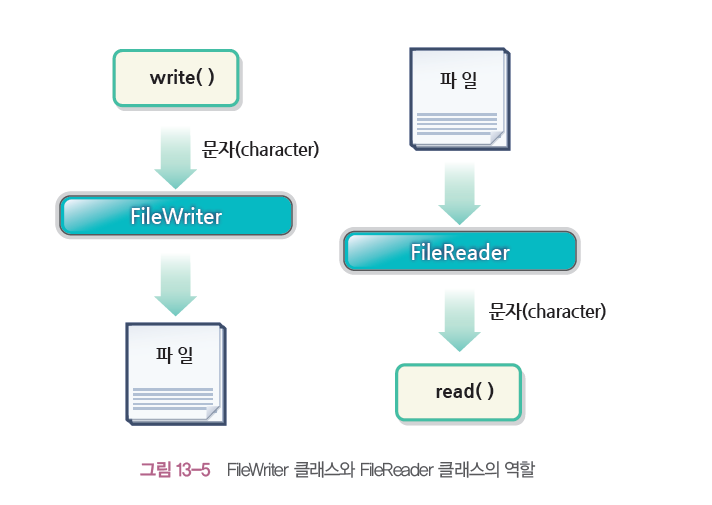 write( )
문자(character)
FileWriter
파 일
파 일
FileReader
문자(character)
read( )
그림 13-5 FileWriter 클래스와 FileReader 클래스의 역할